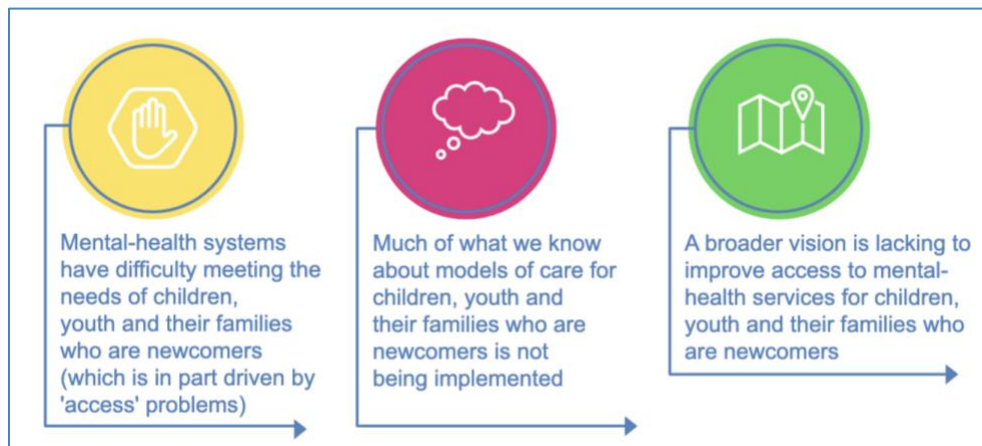 Mental-health systems
have difficulty meeting the
needs of children,
youth and their families
who are newcomers
(which is in part driven by
'access' problems)
Much of what we know
about models of care for
children, youth and
their families who are
newcomers is not
being implemented
A broader vision is lacking to
improve access to mental-
health services for children,
youth and their families who
are newcomers